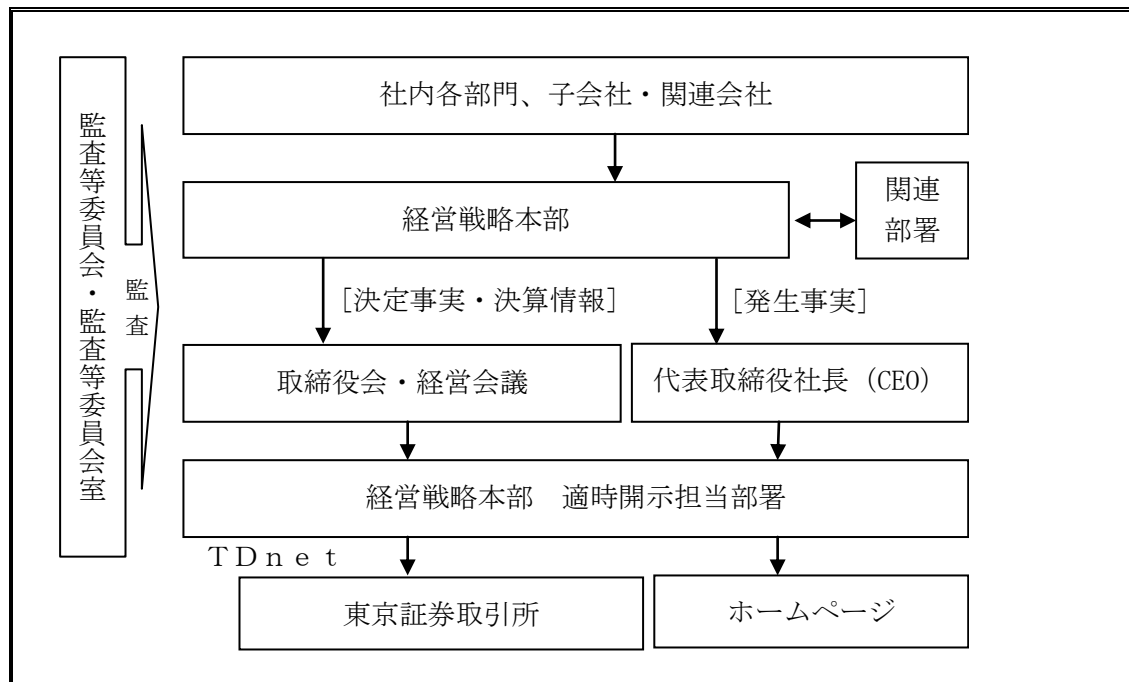 監査等委員会・監査等委員会室
監査
社内各部門、子会社・関連会社
経営戦略本部
関連
部署
[決定事実・決算情報]
[発生事実]
取締役会・経営会議
代表取締役社長（CEO）
経営戦略本部　適時開示担当部署
ＴＤｎｅｔ
東京証券取引所
ホームページ